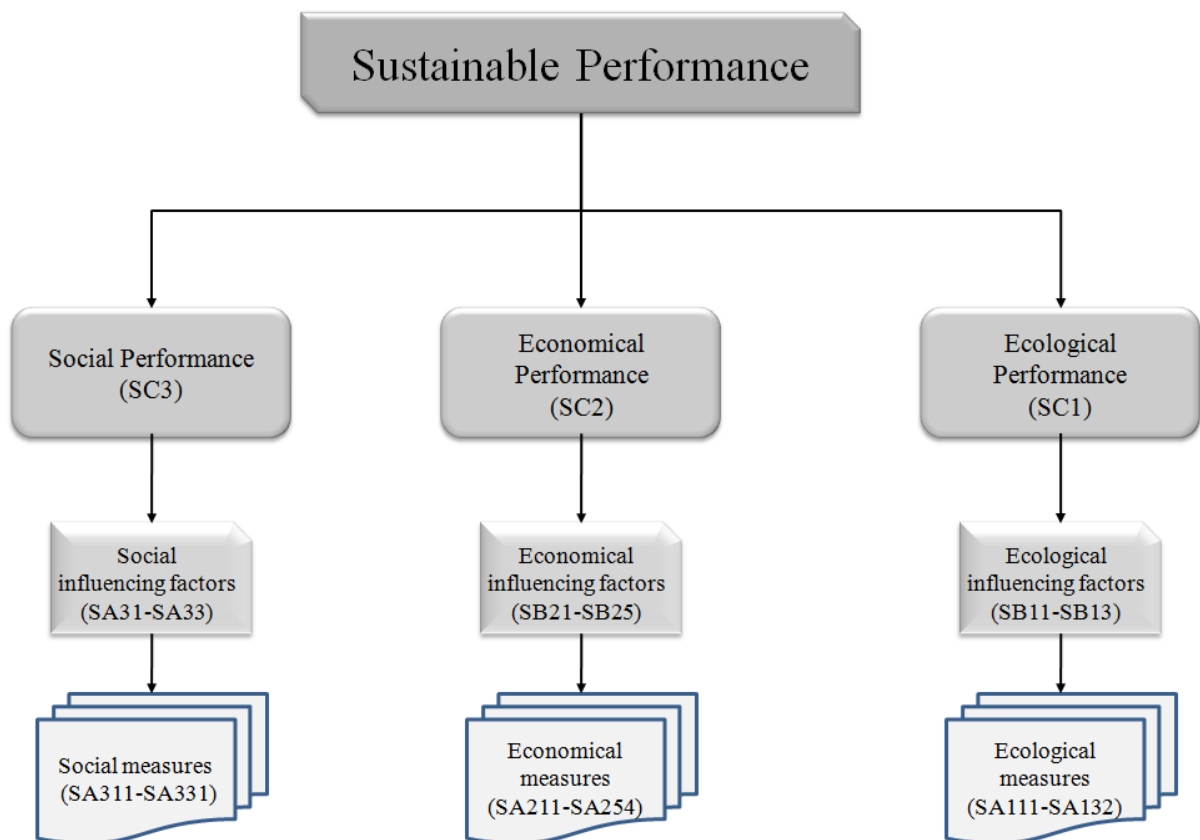 Sustainable Performance
Social Performance
(SC3)
Economical
Performance
(SC2)
Ecological
Performance
(SC1)
Social
influencing factors
(SA31-SA33)
Economical
influencing factors
(SB21-SB25)
Ecological
influencing factors
(SB11-SB13)
Social measures
(SA311-SA331)
Economical
measures
(SA211-SA254)
Ecological
measures
(SA111-SA132)